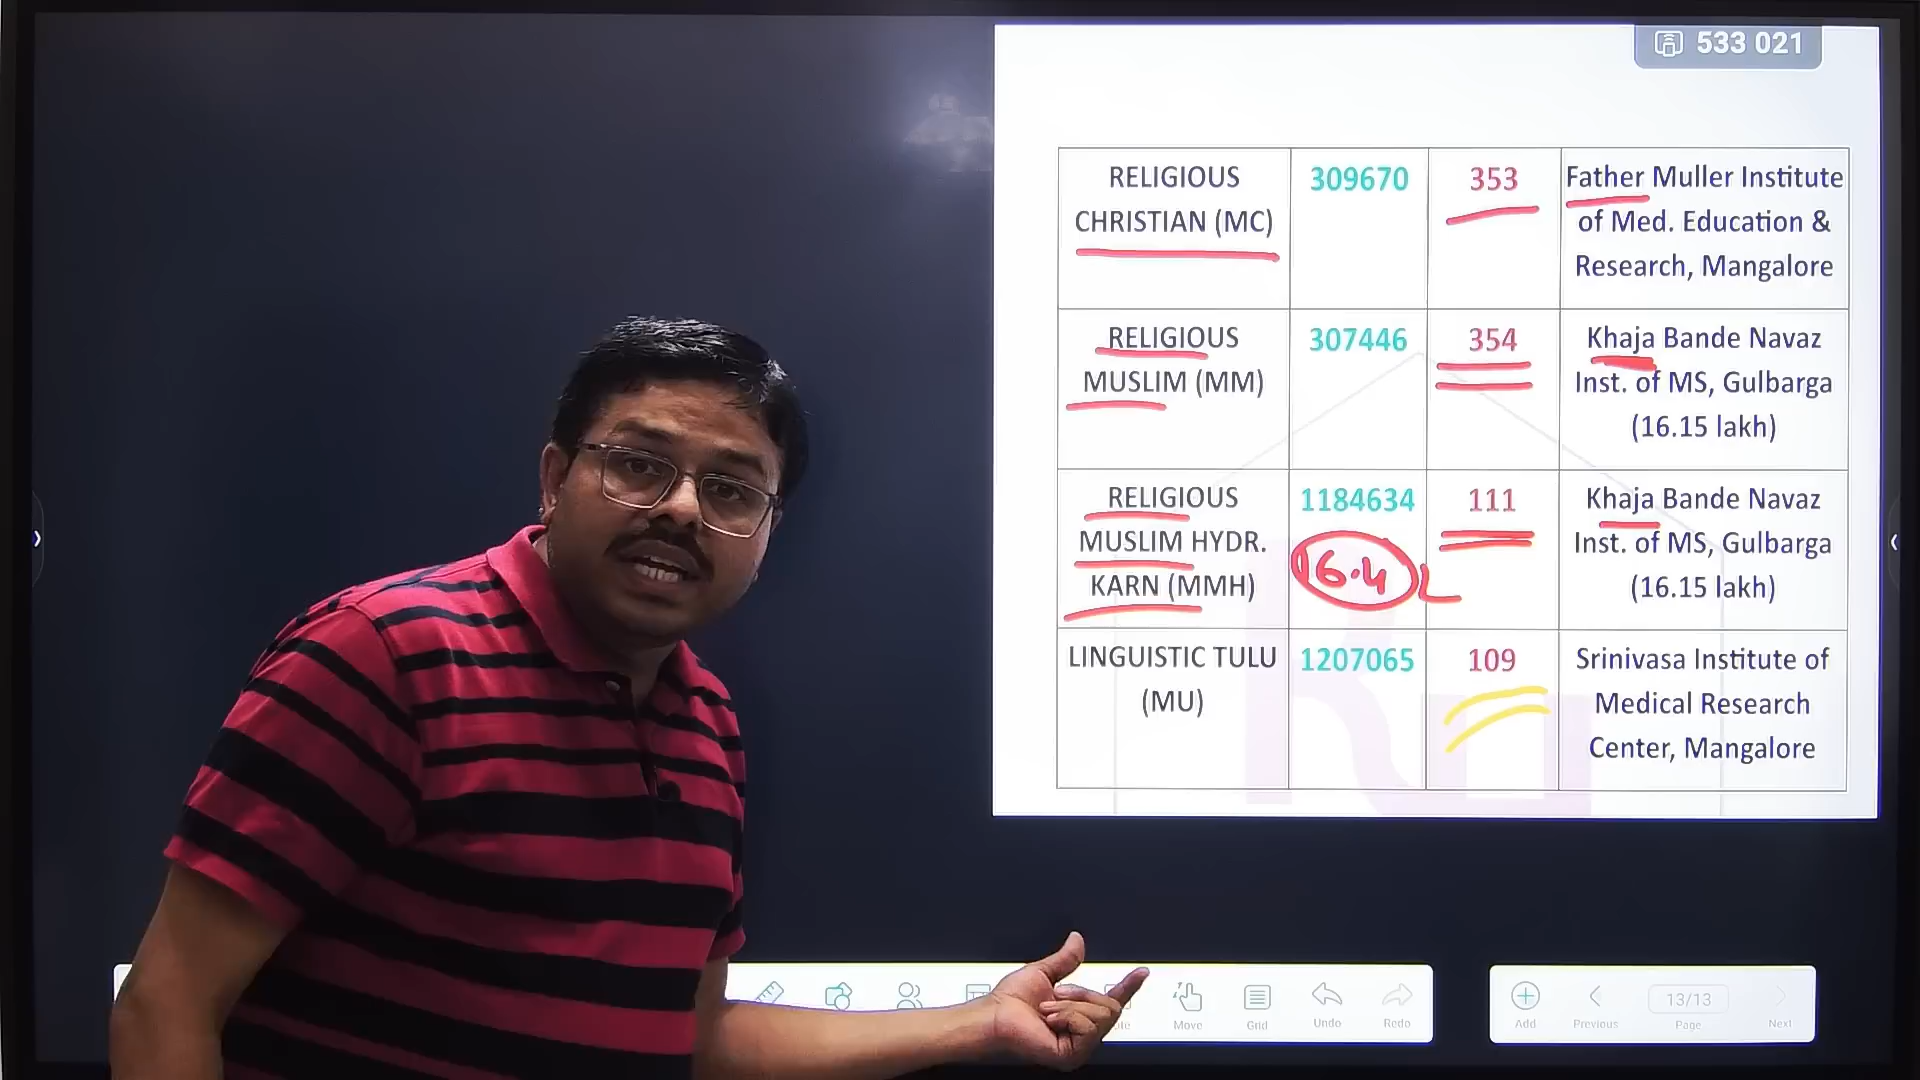 533 021
RELIGIOUS
CHRISTIAN (MC)
309670
353
Father Muller Institute
of Med. Education &
Research, Mangalore
RELIGIOUS
MUSLIM (MM)
307446
354
Khaja Bande Navaz
Inst. of MS, Gulbarga
(16.15 lakh)
RELIGIOUS
MUSLIM HYDR.
KARN (MMH)
1184634
16.4 L
111
Khaja Bande Navaz
Inst. of MS, Gulbarga
(16.15 lakh)
LINGUISTIC TULU
(MU)
1207065
109
Srinivasa Institute of
Medical Research
Center, Mangalore
Move
Grid
Undo
Redo
Add
Previous
13/13
Page
Next